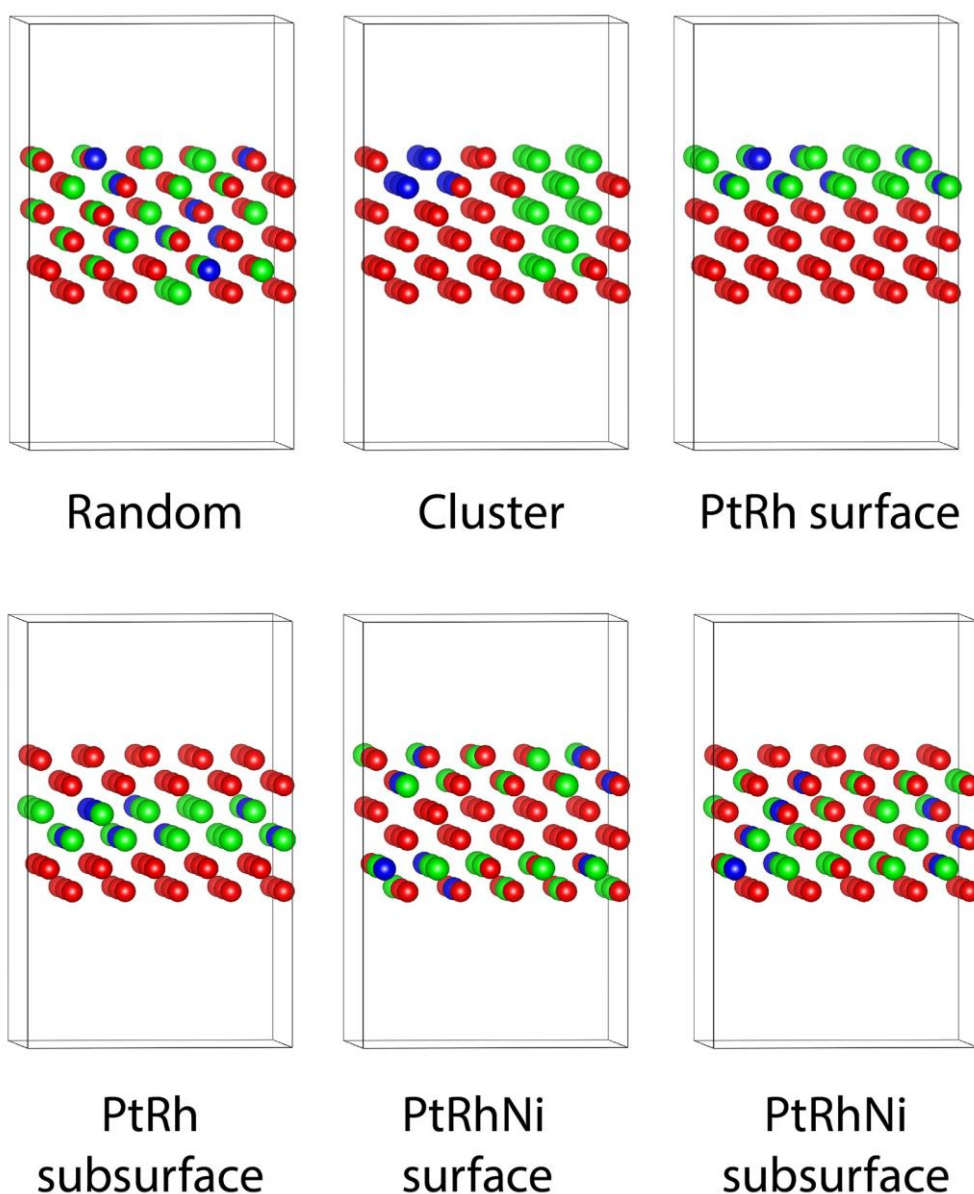 Random
Cluster
PtRh surface
PtRh
subsurface
PtRhNi
surface
PtRhNi
subsurface